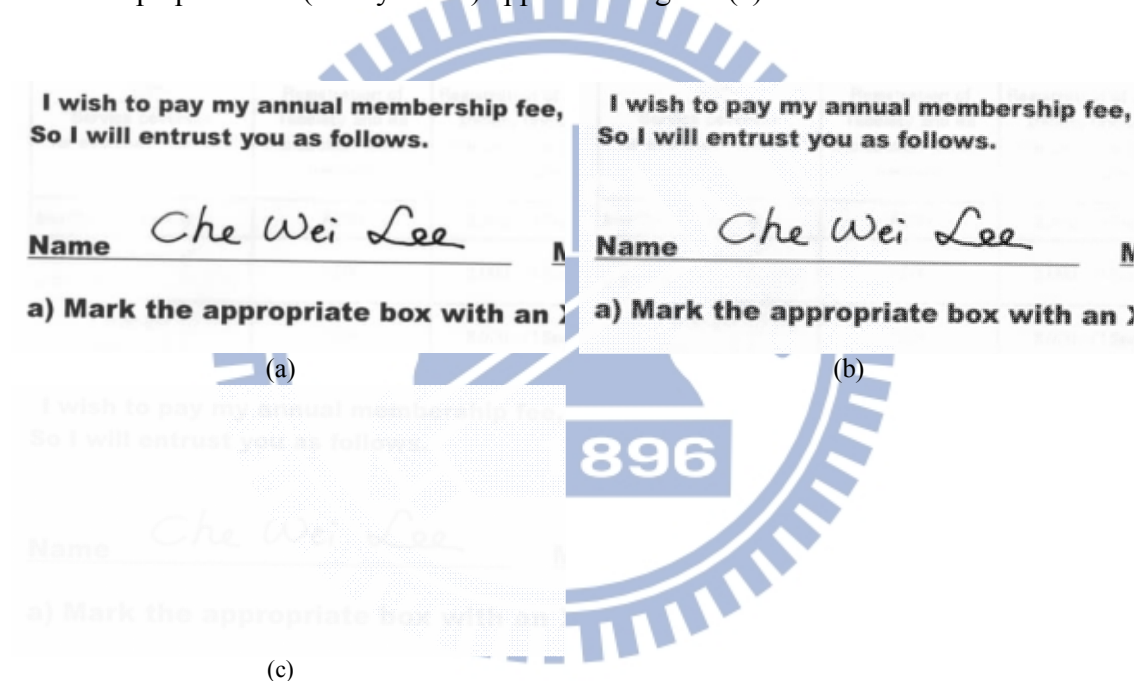 I wish to pay my annual membership fee,
So I will entrust you as follows.
Name Che Wei Lee
a) Mark the appropriate box with an
(a)
I wish to pay my annual membership fee,
So I will entrust you as follows.
Name Che Wei Lee
a) Mark the appropriate box with an
(b)
I wish to pay my annual membership fee,
So I will entrust you as follows.
Name Che Wei Lee
a) Mark the appropriate box with an
(c)
896